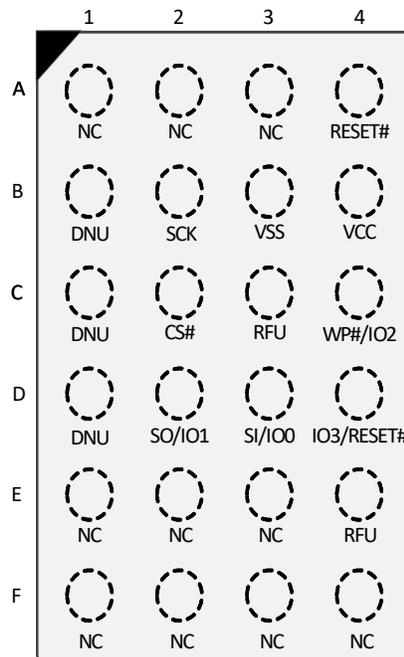 1 2 3 4
A
NC NC NC RESET#
B
DNU SCK VSS VCC
C
DNU CS# RFU WP#/IO2
D
DNU SO/IO1 SI/IO0 IO3/RESET#
E
NC NC NC RFU
F
NC NC NC NC